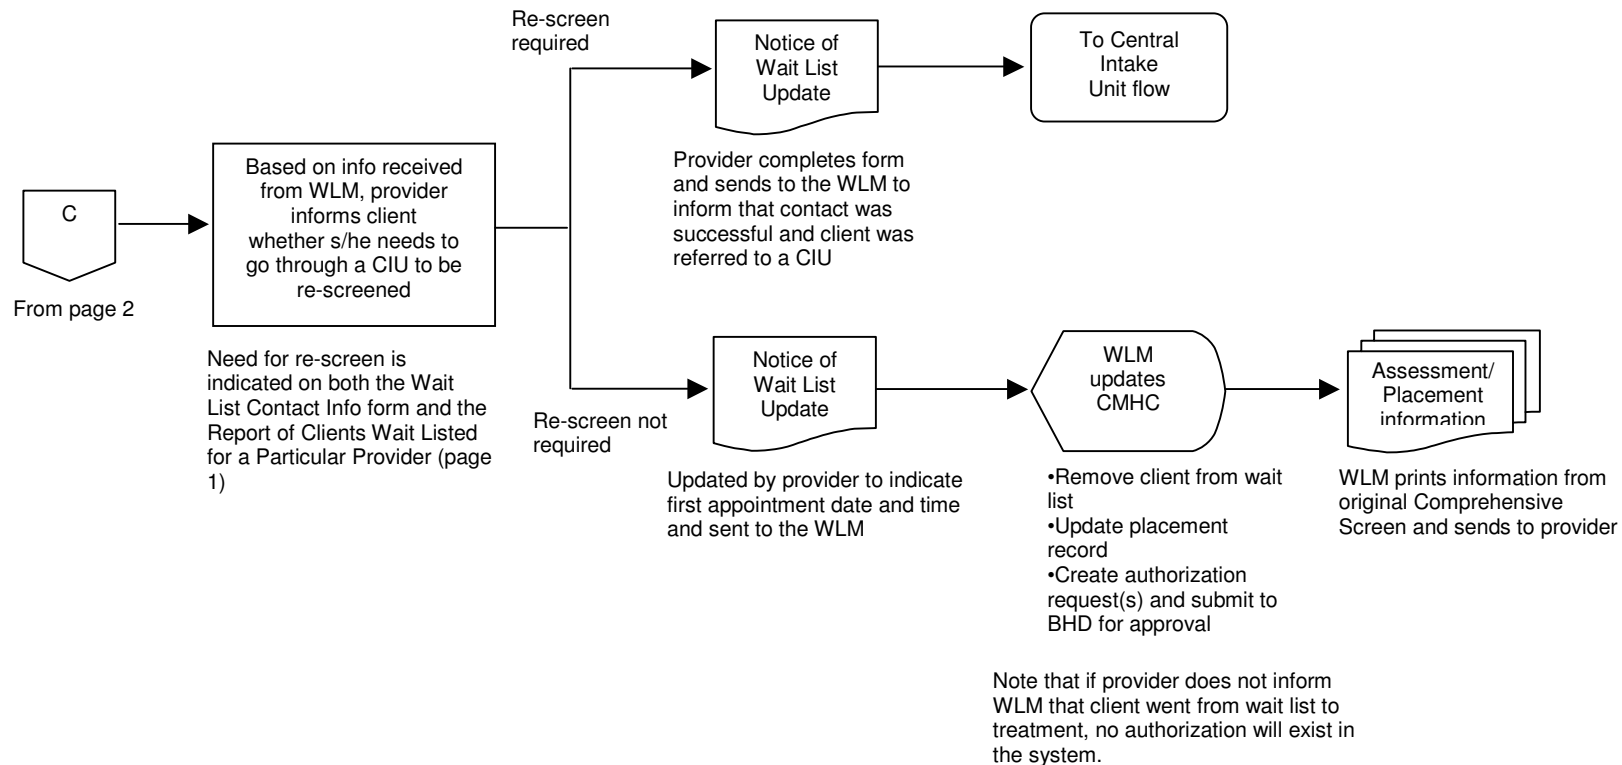 Re-screen
required
Notice of
Wait List
Update
To Central
Intake
Unit flow
Provider completes form
and sends to the WLM to
inform that contact was
successful and client was
referred to a CIU
C
From page 2
Based on info received
from WLM, provider
informs client
whether s/he needs to
go through a CIU to be
re-screened
Need for re-screen is
indicated on both the Wait
List Contact Info form and the
Report of Clients Wait Listed
for a Particular Provider (page
1)
Re-screen not
required
Notice of
Wait List
Update
Updated by provider to indicate
first appointment date and time
and sent to the WLM
WLM
updates
CMHC
•Remove client from wait
list
•Update placement
record
•Create authorization
request(s) and submit to
BHD for approval
Note that if provider does not inform
WLM that client went from wait list to
treatment, no authorization will exist in
the system.
Assessment/
Placement
information
WLM prints information from
original Comprehensive
Screen and sends to provider